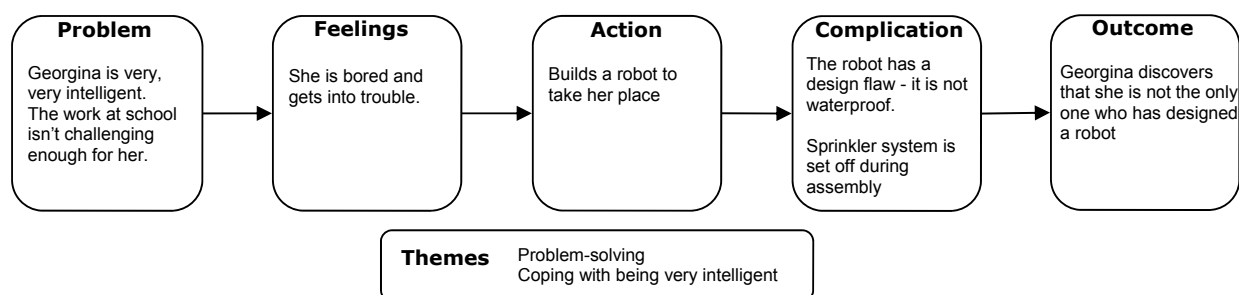 Problem
Georgina is very,
very intelligent.
The work at school
isn't challenging
enough for her.
Feelings
She is bored and
gets into trouble.
Action
Builds a robot to
take her place
Complication
The robot has a
design flaw - it is not
waterproof.
Sprinkler system is
set off during
assembly
Outcome
Georgina discovers
that she is not the only
one who has designed
a robot
Themes
Problem-solving
Coping with being very intelligent